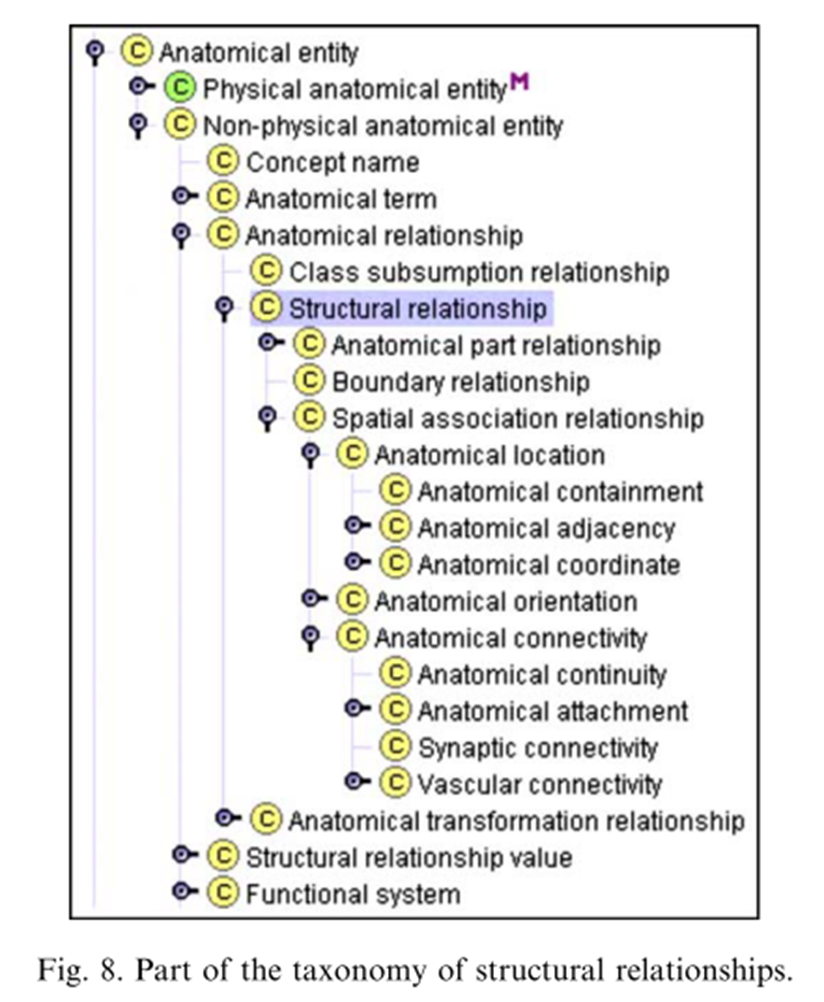 C Anatomical entity
C Physical anatomical entity M
C Non-physical anatomical entity
C Concept name
C Anatomical term
C Anatomical relationship
C Class subsumption relationship
C Structural relationship
C Anatomical part relationship
C Boundary relationship
C Spatial association relationship
C Anatomical location
C Anatomical containment
C Anatomical adjacency
C Anatomical coordinate
C Anatomical orientation
C Anatomical connectivity
C Anatomical continuity
C Anatomical attachment
C Synaptic connectivity
C Vascular connectivity
C Anatomical transformation relationship
C Structural relationship value
C Functional system
Fig. 8. Part of the taxonomy of structural relationships.